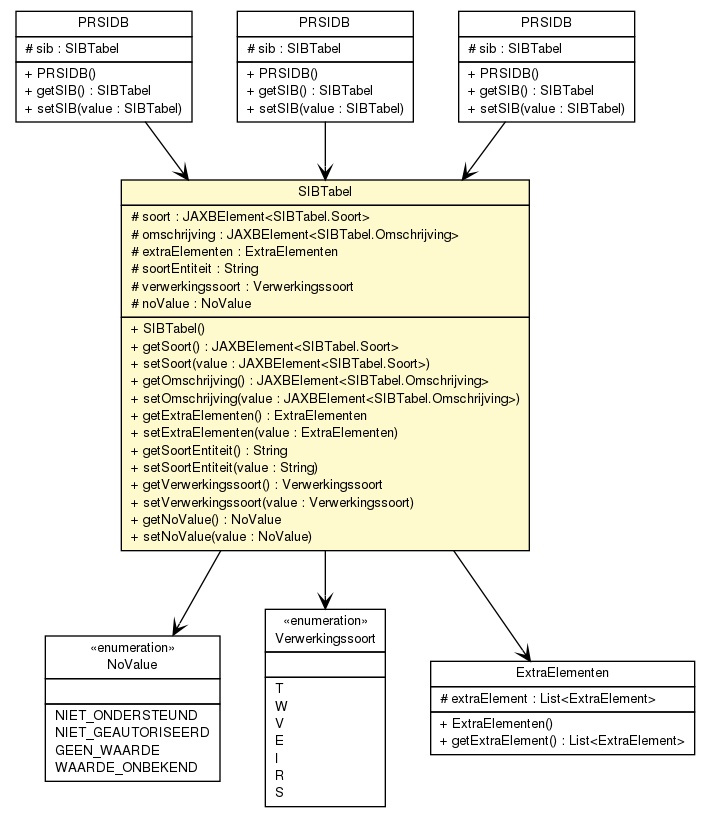 PRSIDB
# sib : SIBTabel
+ PRSIDB()
+ getSIB() : SIBTabel
+ setSIB(value : SIBTabel)
PRSIDB
# sib : SIBTabel
+ PRSIDB()
+ getSIB() : SIBTabel
+ setSIB(value : SIBTabel)
PRSIDB
# sib : SIBTabel
+ PRSIDB()
+ getSIB() : SIBTabel
+ setSIB(value : SIBTabel)
SIBTabel
# soort : JAXBElement<SIBTabel.Soort>
# omschrijving : JAXBElement<SIBTabel.Omschrijving>
# extraElementen : ExtraElementen
# soortEntiteit : String
# verwerkingssoort : Verwerkingssoort
# noValue : NoValue
+ SIBTabel()
+ getSoort() : JAXBElement<SIBTabel.Soort>
+ setSoort(value : JAXBElement<SIBTabel.Soort>)
+ getOmschrijving() : JAXBElement<SIBTabel.Omschrijving>
+ setOmschrijving(value : JAXBElement<SIBTabel.Omschrijving>)
+ getExtraElementen() : ExtraElementen
+ setExtraElementen(value : ExtraElementen)
+ getSoortEntiteit() : String
+ setSoortEntiteit(value : String)
+ getVerwerkingssoort() : Verwerkingssoort
+ setVerwerkingssoort(value : Verwerkingssoort)
+ getNoValue() : NoValue
+ setNoValue(value : NoValue)
«enumeration»
NoValue
NIET_ONDERSTEUND
NIET_GEAUTORISEERD
GEEN_WAARDE
WAARDE_ONBEKEND
«enumeration»
Verwerkingssoort
T
W
V
E
I
R
S
ExtraElementen
# extraElement : List<ExtraElement>
+ ExtraElementen()
+ getExtraElement() : List<ExtraElement>